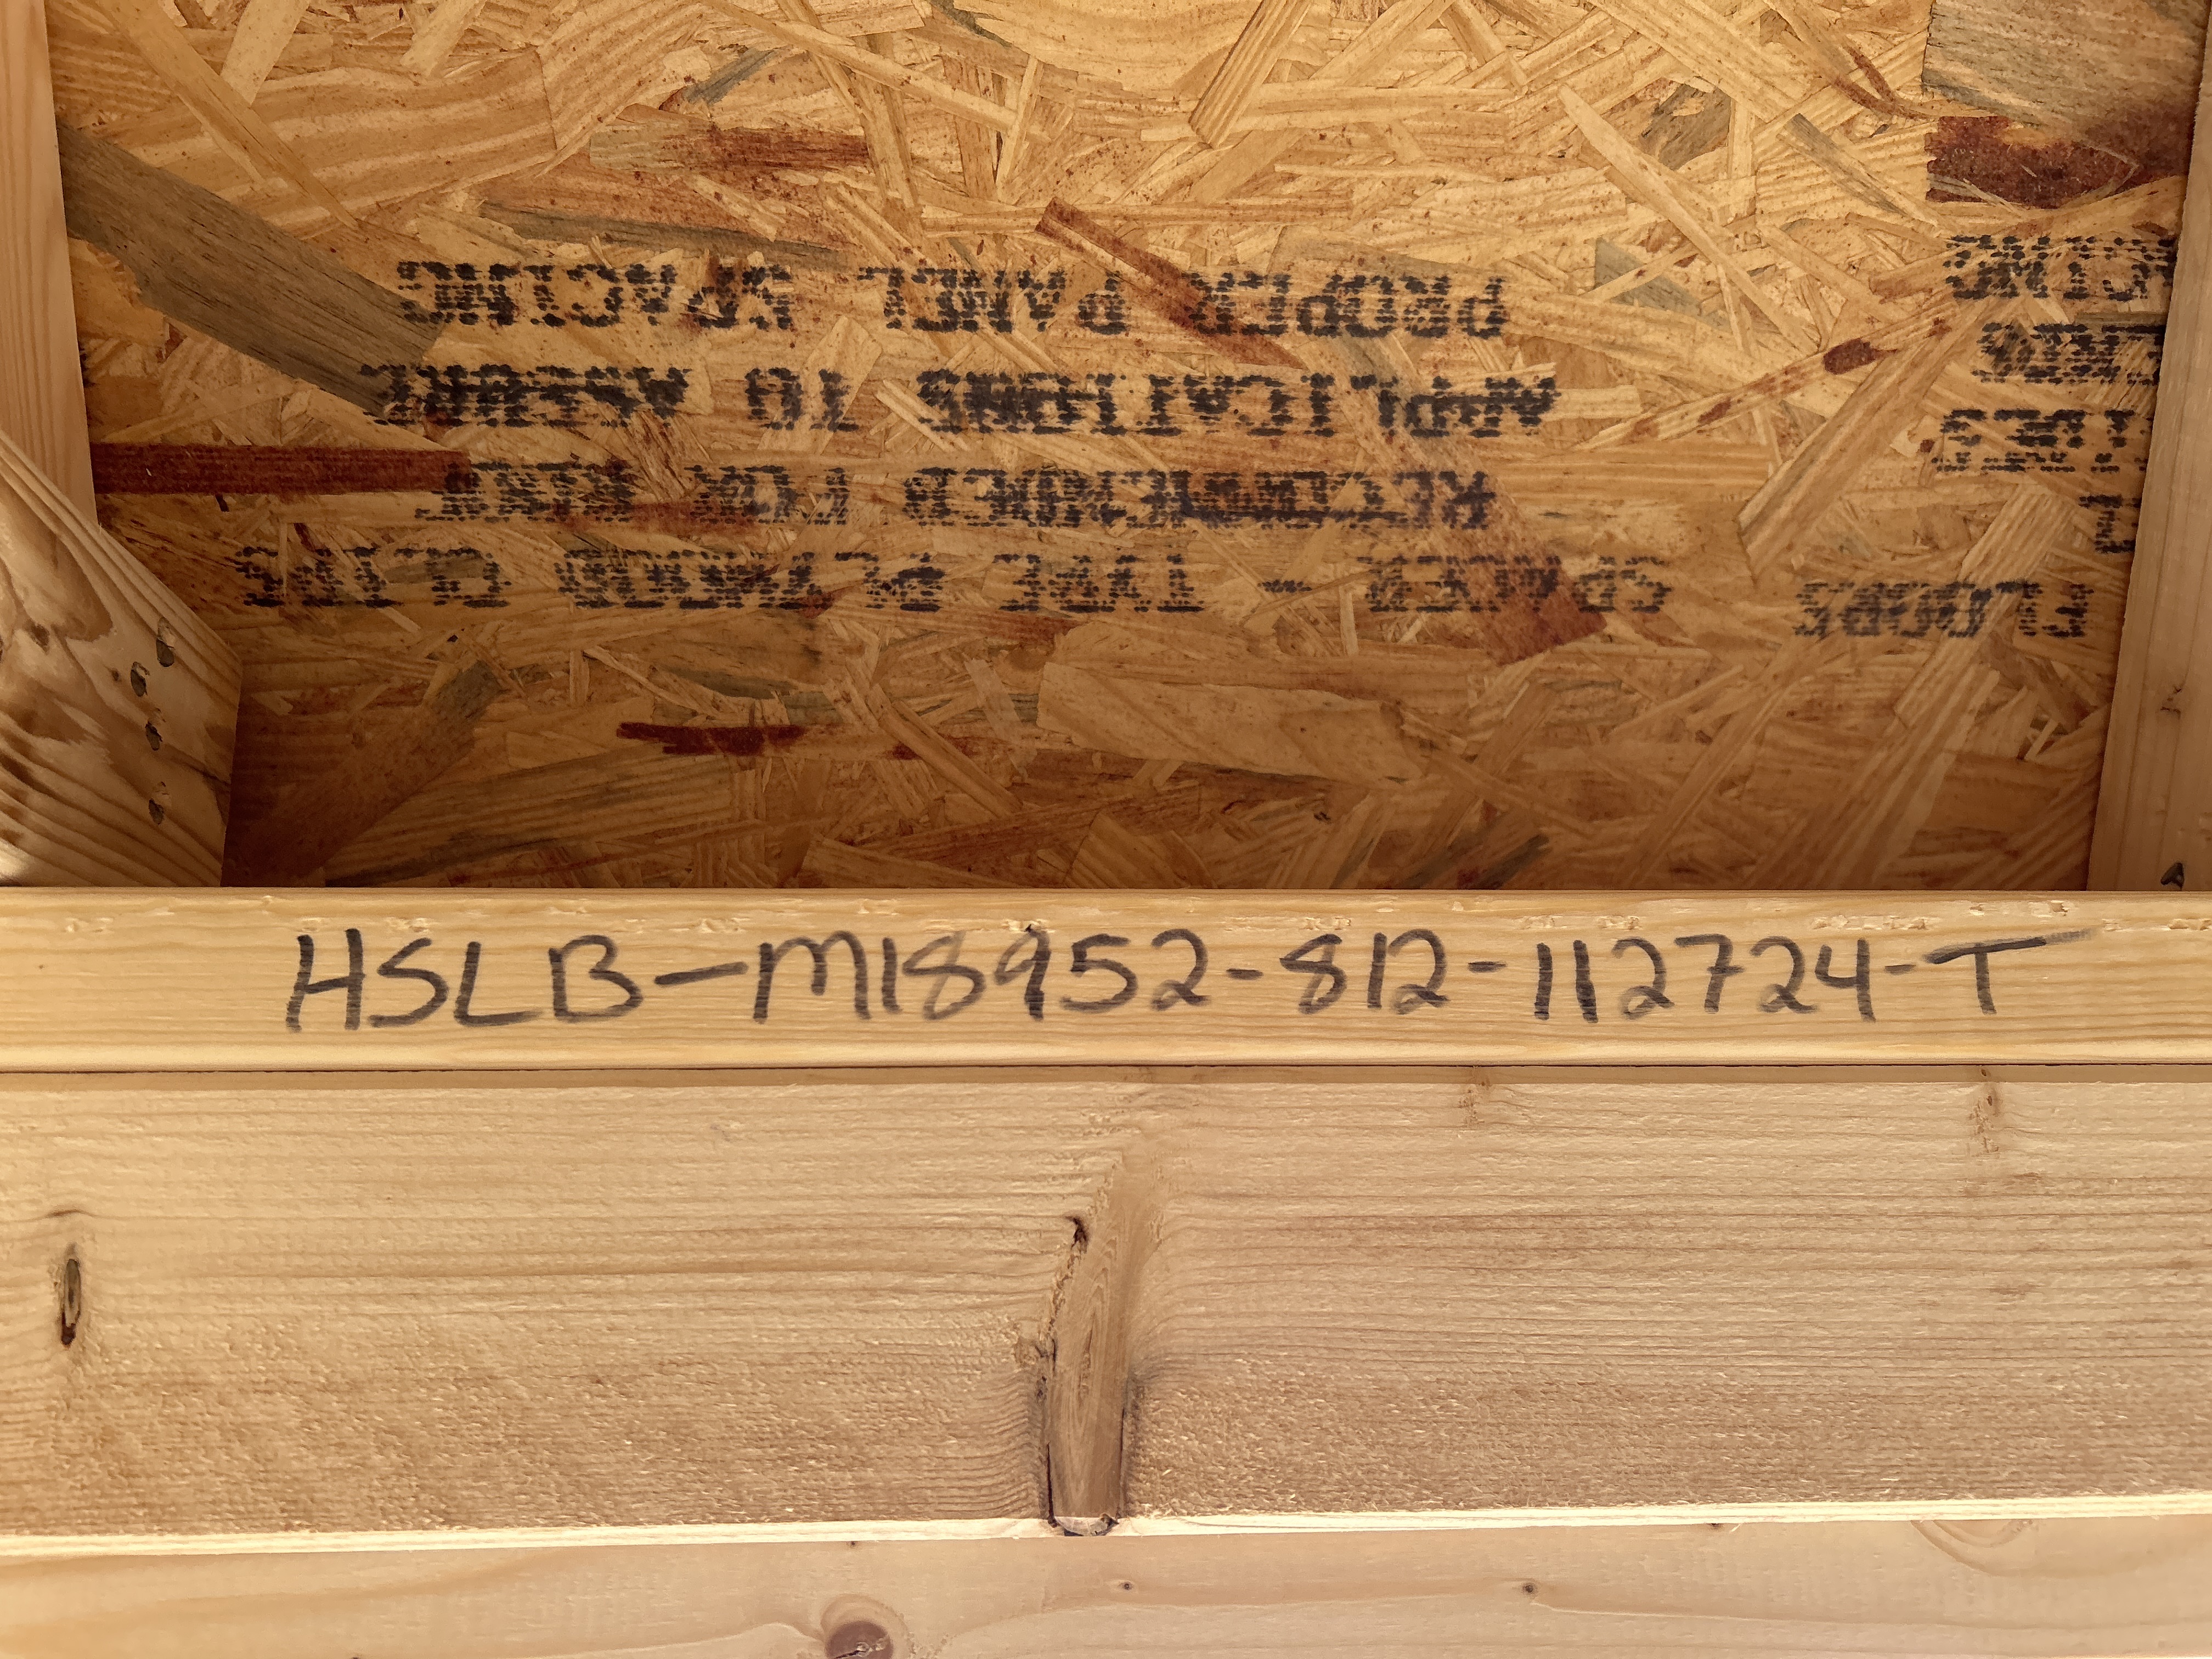 SPACER - TYPE PLYWOOD CLIPS
RECOMMENDED FOR ROOF
APPLICATIONS TO ASSURE
PROPER PANEL SPACING
HSLB-M18952-812-112724-T